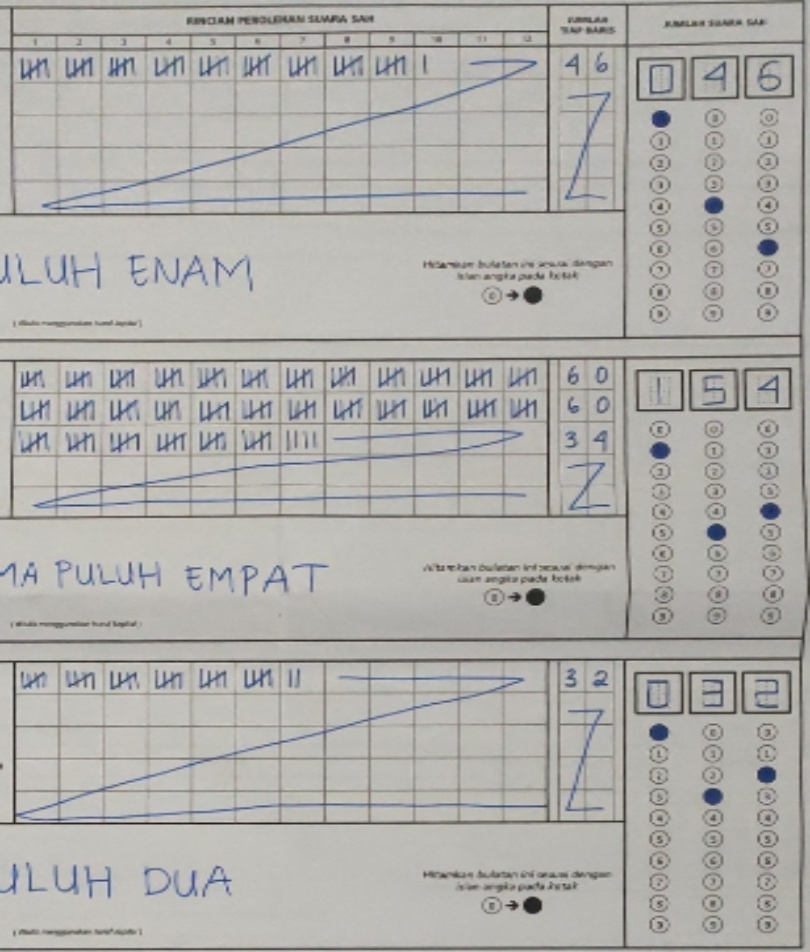 RINCIAN PEROLEHAN SUARA SAH
JUMLAH TIAP BARIS
JUMLAH SUARA SAH
1 2 3 4 5 6 7 8 9 10 11 12
4 6
0 4 6
ULUH ENAM
Hitamkan bulatan ini sesuai dengan
isian angka pada kotak
0 → ●
(ditulis menggunakan huruf kapital)
6 0
6 0
3 4
1 5 4
MA PULUH EMPAT
Hitamkan bulatan ini sesuai dengan
isian angka pada kotak
0 → ●
(ditulis menggunakan huruf kapital)
3 2
0 3 2
ULUH DUA
Hitamkan bulatan ini sesuai dengan
isian angka pada kotak
0 → ●
(ditulis menggunakan huruf kapital)